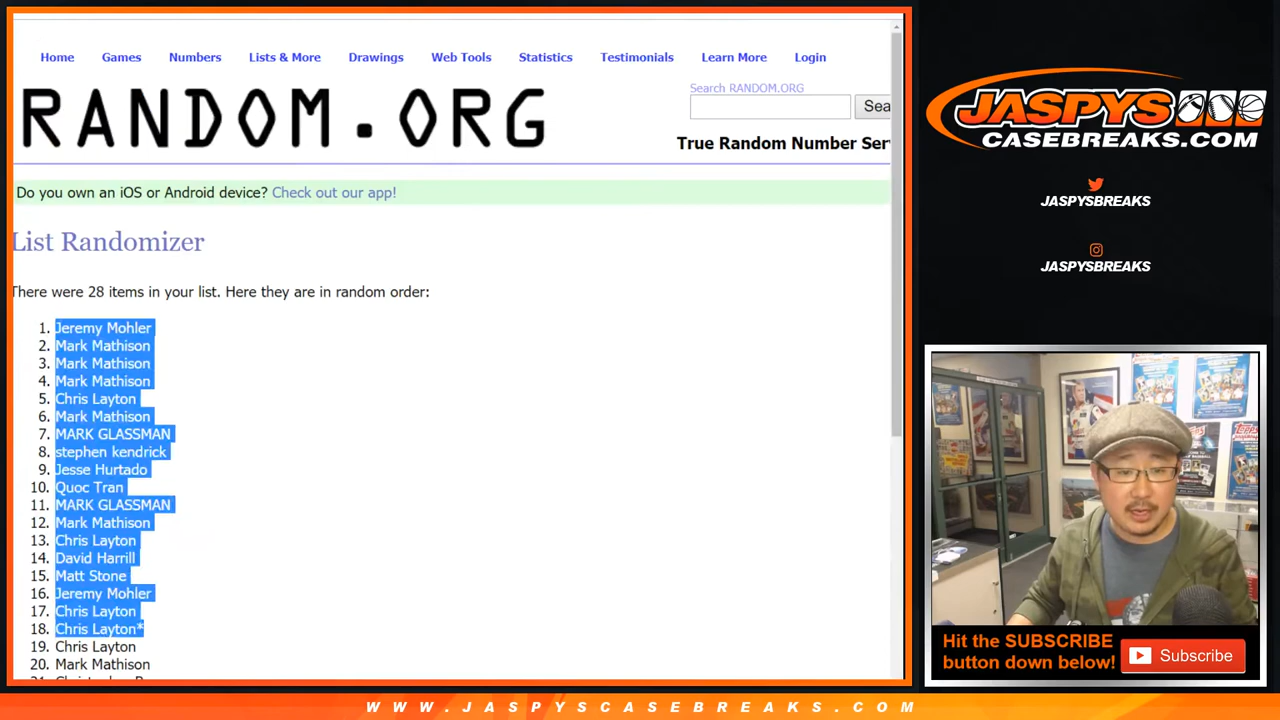 Home Games Numbers Lists & More Drawings Web Tools Statistics Testimonials Learn More Login
Search RANDOM.ORG
RANDOM.ORG
Sea
True Random Number Ser
Do you own an iOS or Android device? Check out our app!
List Randomizer
There were 28 items in your list. Here they are in random order:
1. Jeremy Mohler
2. Mark Mathison
3. Mark Mathison
4. Mark Mathison
5. Chris Layton
6. Mark Mathison
7. MARK GLASSMAN
8. stephen kendrick
9. Jesse Hurtado
10. Quoc Tran
11. MARK GLASSMAN
12. Mark Mathison
13. Chris Layton
14. David Harrill
15. Matt Stone
16. Jeremy Mohler
17. Chris Layton
18. Chris Layton*
19. Chris Layton
20. Mark Mathison
JASPYS
CASEBREAKS.COM
JASPYSBREAKS
JASPYSBREAKS
Hit the SUBSCRIBE
button down below!
Subscribe
WWW.JASPYSCASEBREAKS.COM